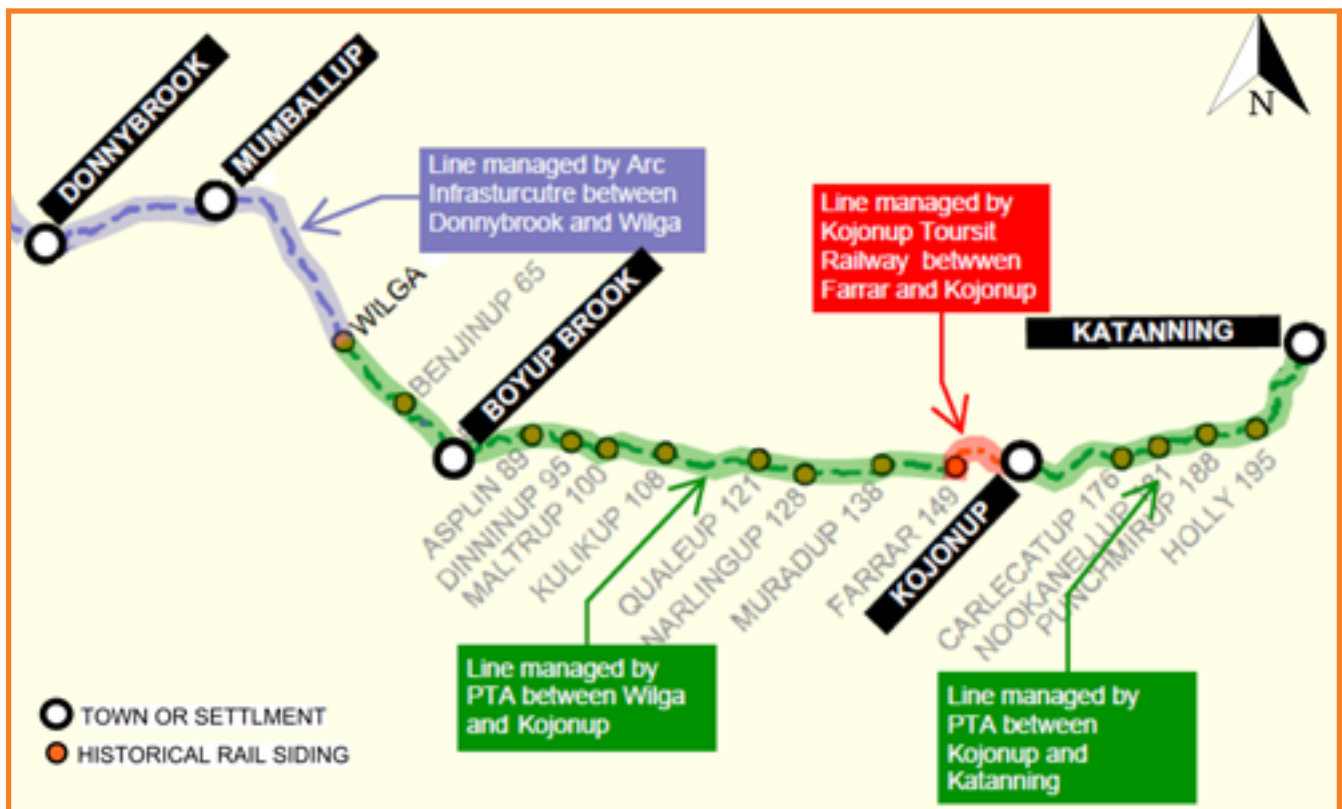 DONNYBROOK
MUMBALLUP
Line managed by Arc
Infrasturcutre between
Donnybrook and Wilga
Line managed by
Kojonup Toursit
Railway betwwen
Farrar and Kojonup
N
WILGA
BENJINUP 65
BOYUP BROOK
KATANNING
ASPLIN 89
DINNINUP 95
MALTRUP 100
KULIKUP 108
QUALEUP 121
NARLINGUP 128
MURADUP 138
FARRAR 149
KOJONUP
CARLECATUP 176
NOOKANELLUP 181
PUNCHMIRUP 188
HOLLY 195
Line managed by
PTA between Wilga
and Kojonup
Line managed by
PTA between
Kojonup and
Katanning
TOWN OR SETTLMENT
HISTORICAL RAIL SIDING